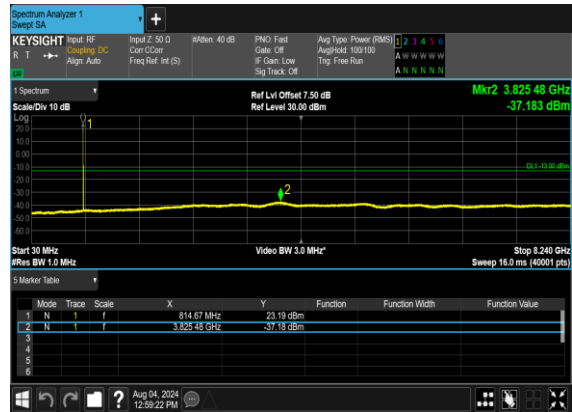 Spectrum Analyzer 1
Swept SA
+
KEYSIGHT Input: RF Input Z: 50 Ω #Atten: 40 dB PNO: Fast Avg Type: Power (RMS) 1 2 3 4 5 6
R T Coupling: DC Corr CCorr Gate: Off Avg|Hold: 100/100 A W W W W W
Align: Auto Freq Ref: Int (S) IF Gain: Low Trig: Free Run
Sig Track: Off A N N N N N
1 Spectrum Ref Lvl Offset 7.50 dB Mkr2 3.825 48 GHz
Scale/Div 10 dB Ref Level 30.00 dBm -37.183 dBm
Log
20.0
10.0
0.00
-10.0
-20.0
-30.0
-40.0
-50.0
-60.0
1
2
DL1 -13.00 dBm
Start 30 MHz Video BW 3.0 MHz* Stop 8.240 GHz
#Res BW 1.0 MHz Sweep 16.0 ms (40001 pts)
5 Marker Table
Mode Trace Scale X Y Function Function Width Function Value
1 N 1 f 814.67 MHz 23.19 dBm
2 N 1 f 3.825 48 GHz -37.18 dBm
3
4
5
6
? Aug 04, 2024
12:59:22 PM